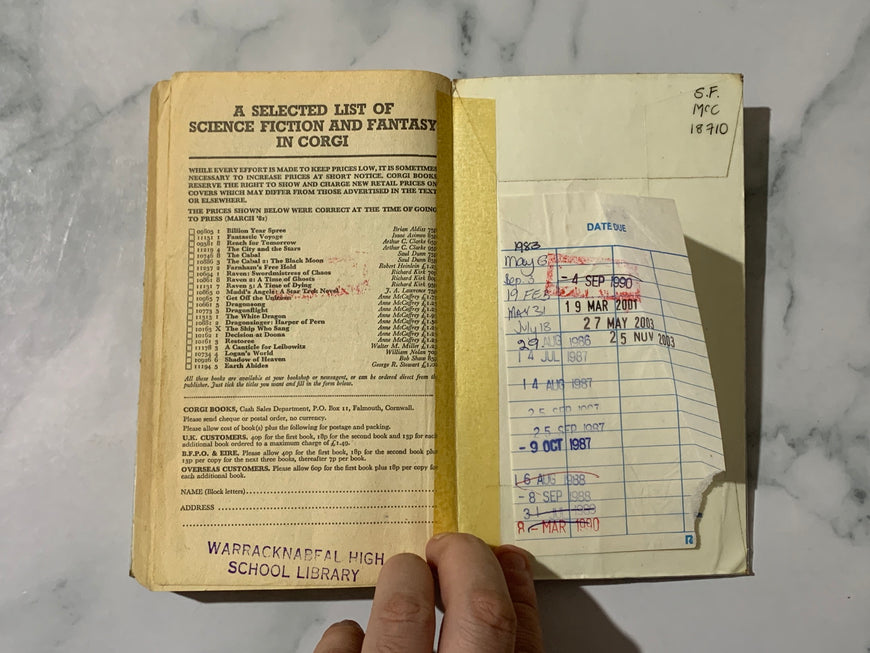 A SELECTED LIST OF
SCIENCE FICTION AND FANTASY
IN CORGI
WHILE EVERY EFFORT IS MADE TO KEEP PRICES LOW, IT IS SOMETIMES
NECESSARY TO INCREASE PRICES AT SHORT NOTICE. CORGI BOOKS
RESERVE THE RIGHT TO SHOW AND CHARGE NEW RETAIL PRICES ON
COVERS WHICH MAY DIFFER FROM THOSE ADVERTISED IN THE TEXT
OR ELSEWHERE.
THE PRICES SHOWN BELOW WERE CORRECT AT THE TIME OF GOING
TO PRESS (MARCH '82)
Billion Year Spree Brian Aldiss
Fantastic Voyage Isaac Asimov
Reach for Tomorrow Arthur C. Clarke
The City and the Stars Arthur C. Clarke
The Cabal Saul Dunn
The Cabal 2: The Black Moon Saul Dunn
Farnham's Free Hold Robert Heinlein
Raven: Swordmistress of Chaos Richard Kirk
Raven 2: A Time of Ghosts Richard Kirk
Raven 5: A Time of Dying Richard Kirk
Mudd's Angels: A Star Trek Novel J. A. Lawrence
Get Off the Unicorn Anne McCaffrey
Dragonsong Anne McCaffrey
Dragonflight Anne McCaffrey
The White Dragon Anne McCaffrey
Dragonsinger: Harper of Pern Anne McCaffrey
The Ship Who Sang Anne McCaffrey
Decision at Doona Anne McCaffrey
Restoree Anne McCaffrey
A Canticle for Leibowitz Walter M. Miller
Logan's World William Nolan
Shadow of Heaven Bob Shaw
Earth Abides George R. Stewart
All these books are available at your bookshop or newsagent, or can be ordered direct from the
publisher. Just tick the titles you want and fill in the form below.
CORGI BOOKS, Cash Sales Department, P.O. Box 11, Falmouth, Cornwall.
Please send cheque or postal order, no currency.
Please allow cost of book(s) plus the following for postage and packing.
U.K. CUSTOMERS. 40p for the first book, 18p for the second book and 13p for each
additional book ordered to a maximum charge of £1.49.
B.F.P.O. & EIRE. Please allow 40p for the first book, 18p for the second book plus
13p per copy for the next three books, thereafter 7p per book.
OVERSEAS CUSTOMERS. Please allow 60p for the first book plus 18p per copy for
each additional book.
NAME (Block letters)
ADDRESS
WARRACKNABEAL HIGH
SCHOOL LIBRARY
S.F.
McC
18710
DATE DUE
1983
May 6
Sep 3 -4 SEP 1990
19 FEB 19 MAR 2001
MAY 31 27 MAY 2003
July 18 25 NOV 2003
29 AUG 1986
14 JUL 1987
14 AUG 1987
25 SEP 1987
25 SEP 1987
-9 OCT 1987
16 AUG 1988
-8 SEP 1988
8 - MAR 1990